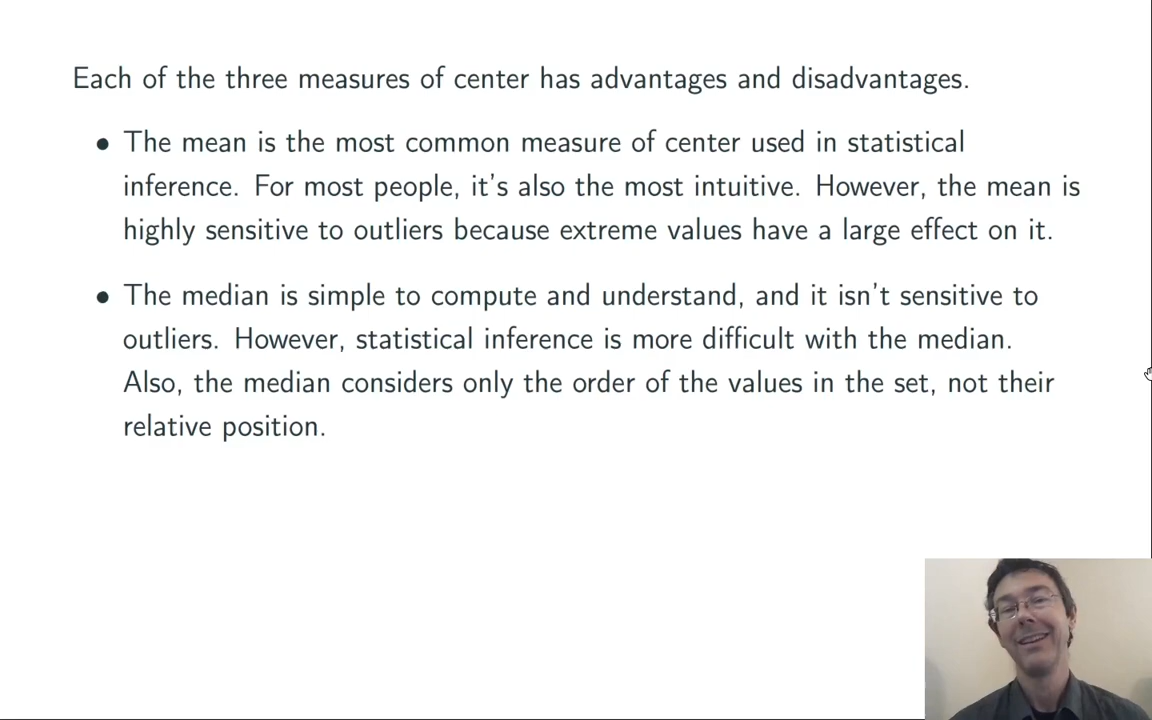 Each of the three measures of center has advantages and disadvantages.
• The mean is the most common measure of center used in statistical
inference. For most people, it's also the most intuitive. However, the mean is
highly sensitive to outliers because extreme values have a large effect on it.
• The median is simple to compute and understand, and it isn't sensitive to
outliers. However, statistical inference is more difficult with the median.
Also, the median considers only the order of the values in the set, not their
relative position.